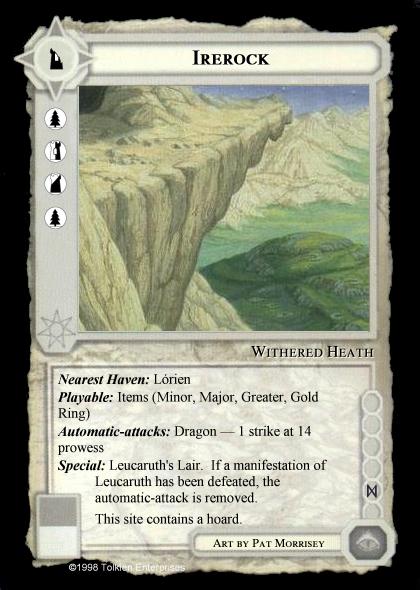 Irerock
Withered Heath
Nearest Haven: Lórien
Playable: Items (Minor, Major, Greater, Gold
Ring)
Automatic-attacks: Dragon — 1 strike at 14
prowess
Special: Leucaruth's Lair. If a manifestation of
Leucaruth has been defeated, the
automatic-attack is removed.
This site contains a hoard.
Art by Pat Morrisey
©1998 Tolkien Enterprises